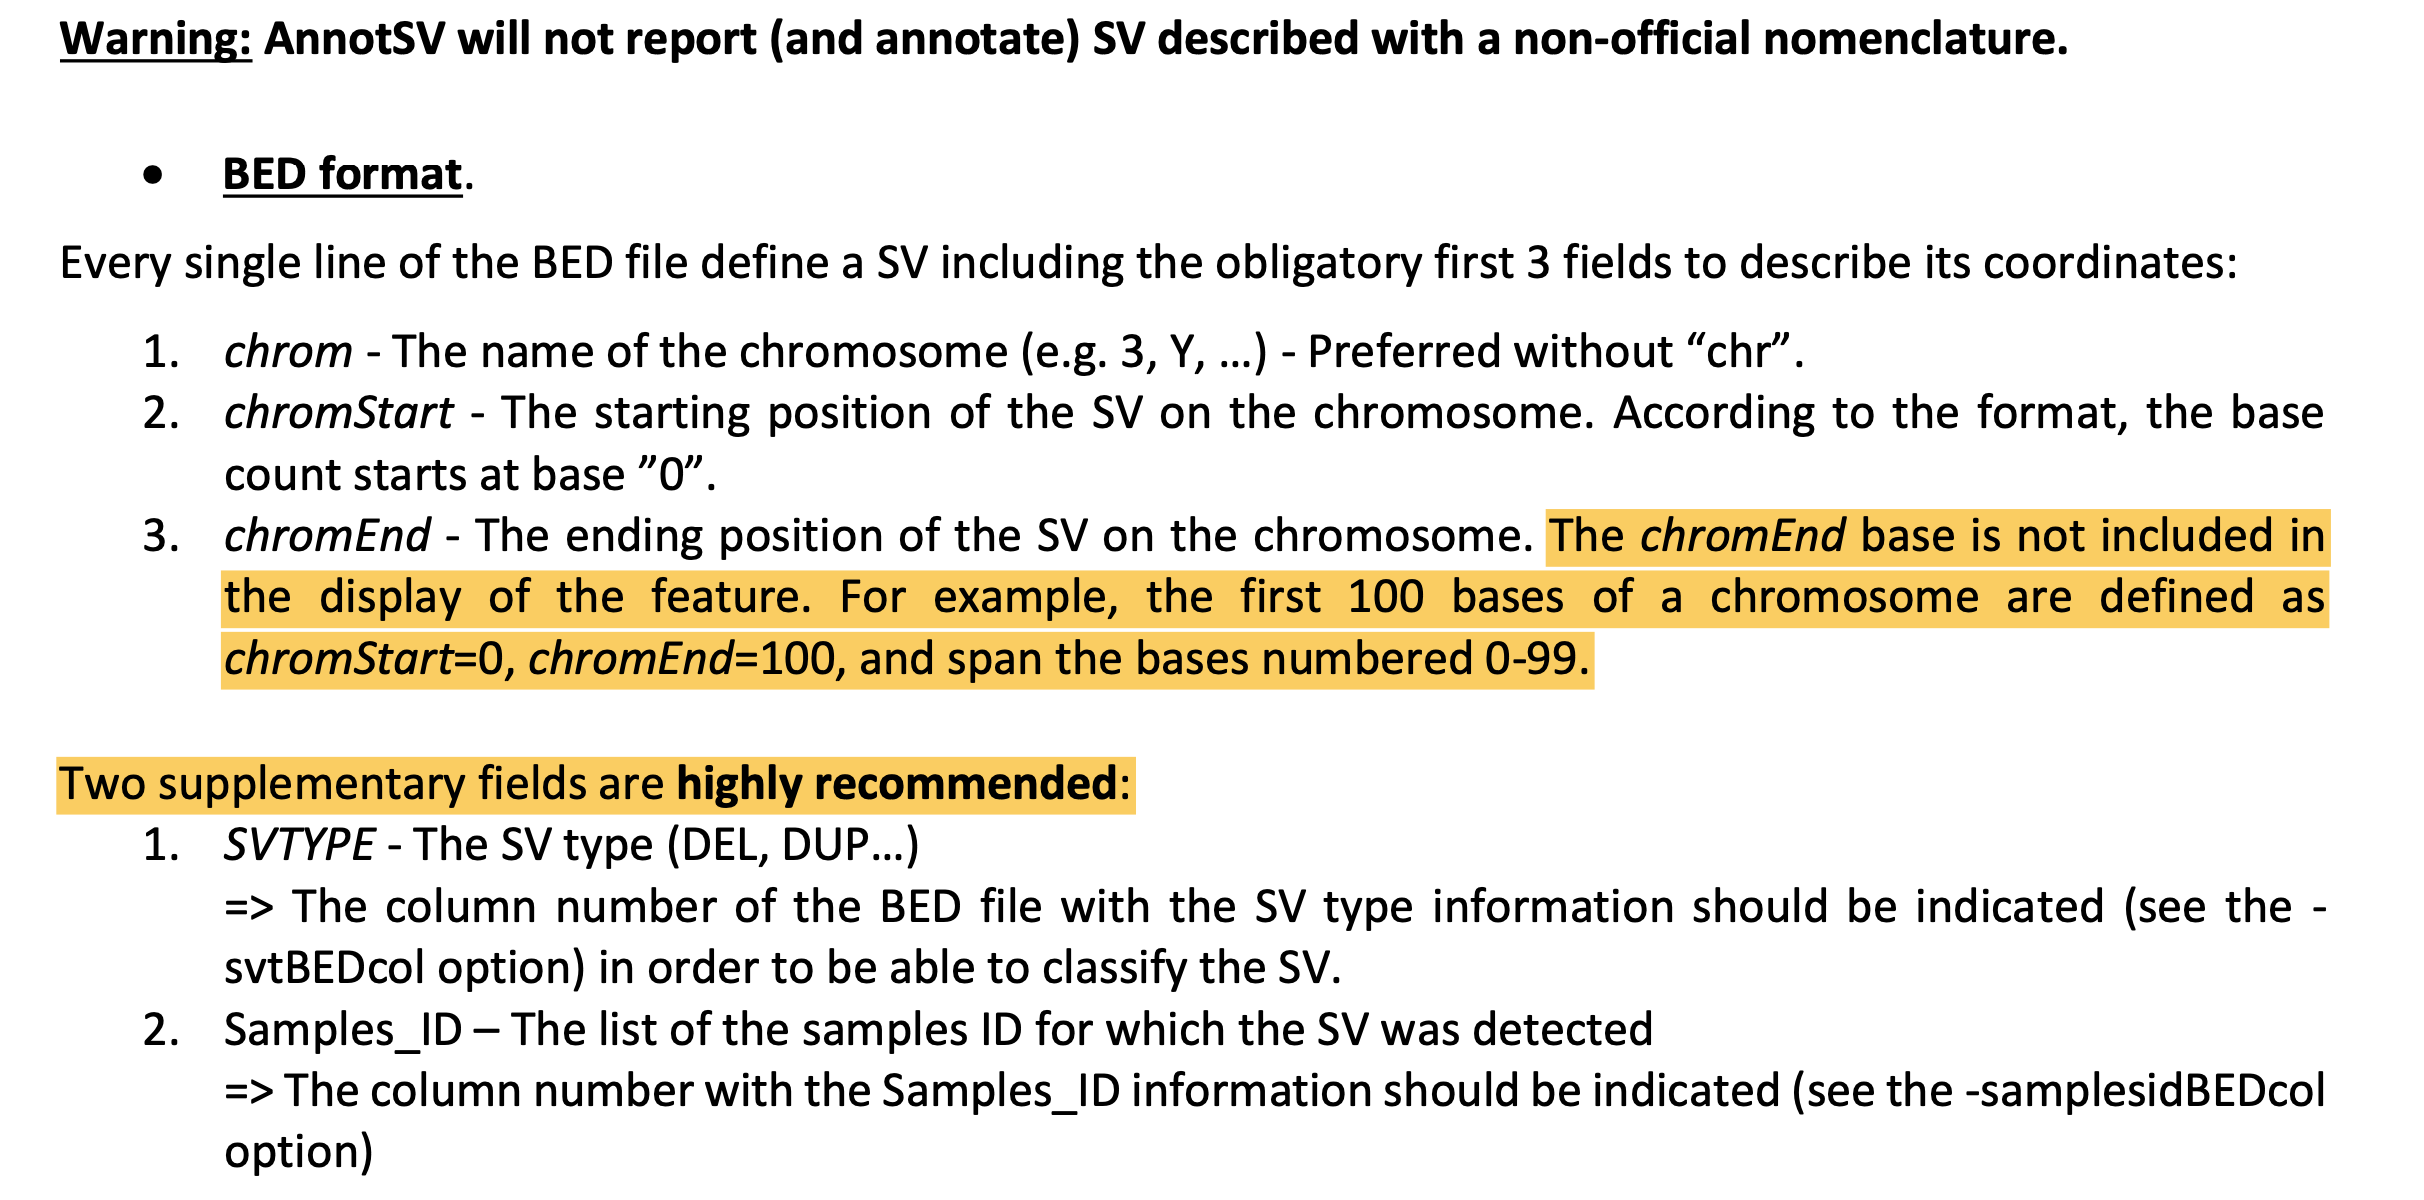 Warning: AnnotSV will not report (and annotate) SV described with a non-official nomenclature.
• BED format.
Every single line of the BED file define a SV including the obligatory first 3 fields to describe its coordinates:
1. chrom - The name of the chromosome (e.g. 3, Y, …) - Preferred without “chr”.
2. chromStart - The starting position of the SV on the chromosome. According to the format, the base
count starts at base ”0”.
3. chromEnd - The ending position of the SV on the chromosome. The chromEnd base is not included in
the display of the feature. For example, the first 100 bases of a chromosome are defined as
chromStart=0, chromEnd=100, and span the bases numbered 0-99.
Two supplementary fields are highly recommended:
1. SVTYPE - The SV type (DEL, DUP…)
=> The column number of the BED file with the SV type information should be indicated (see the -
svtBEDcol option) in order to be able to classify the SV.
2. Samples_ID – The list of the samples ID for which the SV was detected
=> The column number with the Samples_ID information should be indicated (see the -samplesidBEDcol
option)